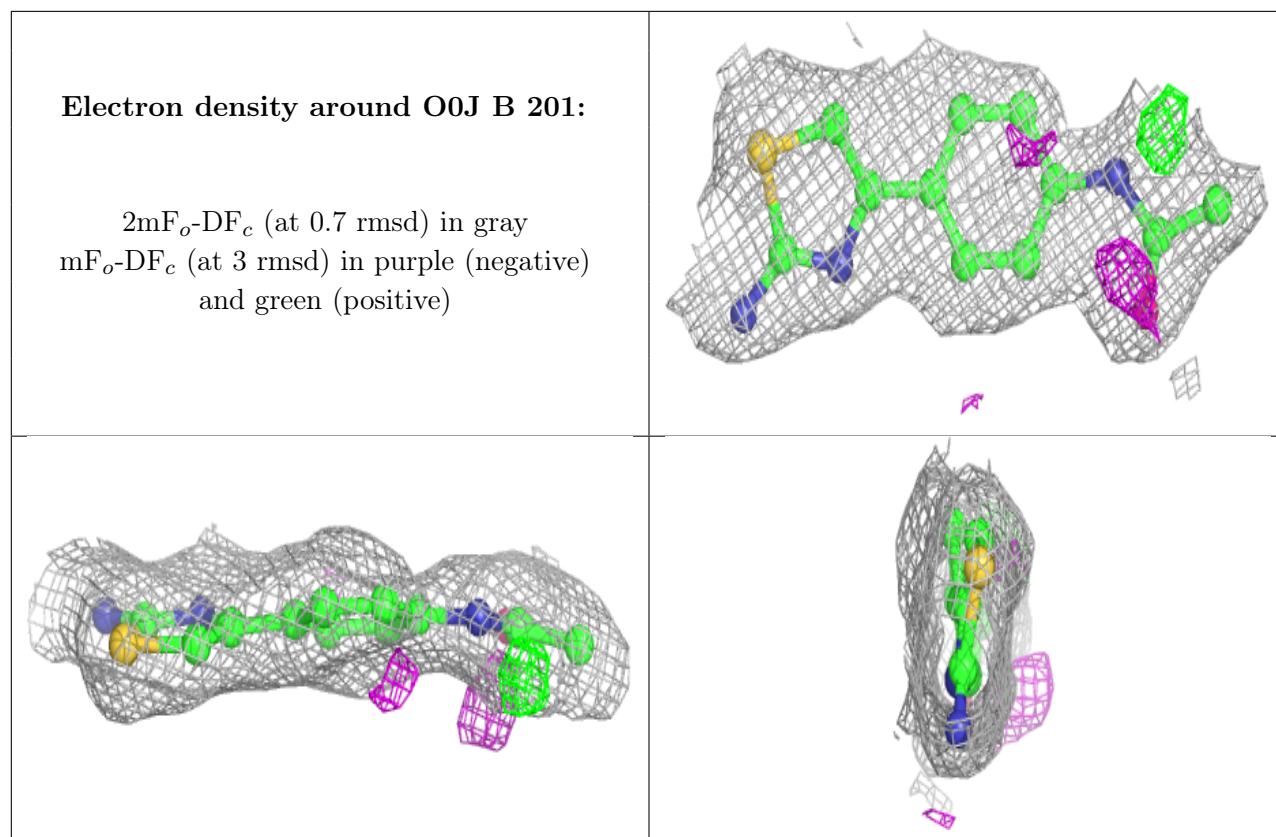 Electron density around O0J B 201:
2mFo-DFc (at 0.7 rmsd) in gray
mFo-DFc (at 3 rmsd) in purple (negative)
and green (positive)